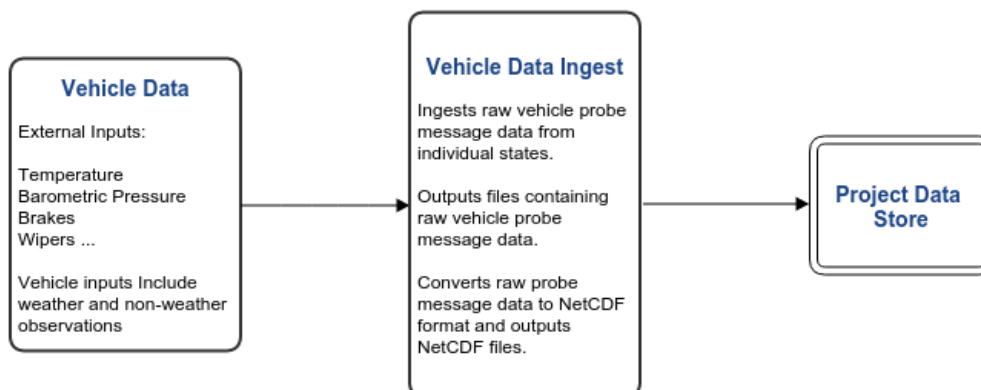 Vehicle Data
External Inputs:
Temperature
Barometric Pressure
Brakes
Wipers ...
Vehicle inputs Include
weather and non-weather
observations
Vehicle Data Ingest
Ingests raw vehicle probe
message data from
individual states.
Outputs files containing
raw vehicle probe
message data.
Converts raw probe
message data to NetCDF
format and outputs
NetCDF files.
Project Data
Store